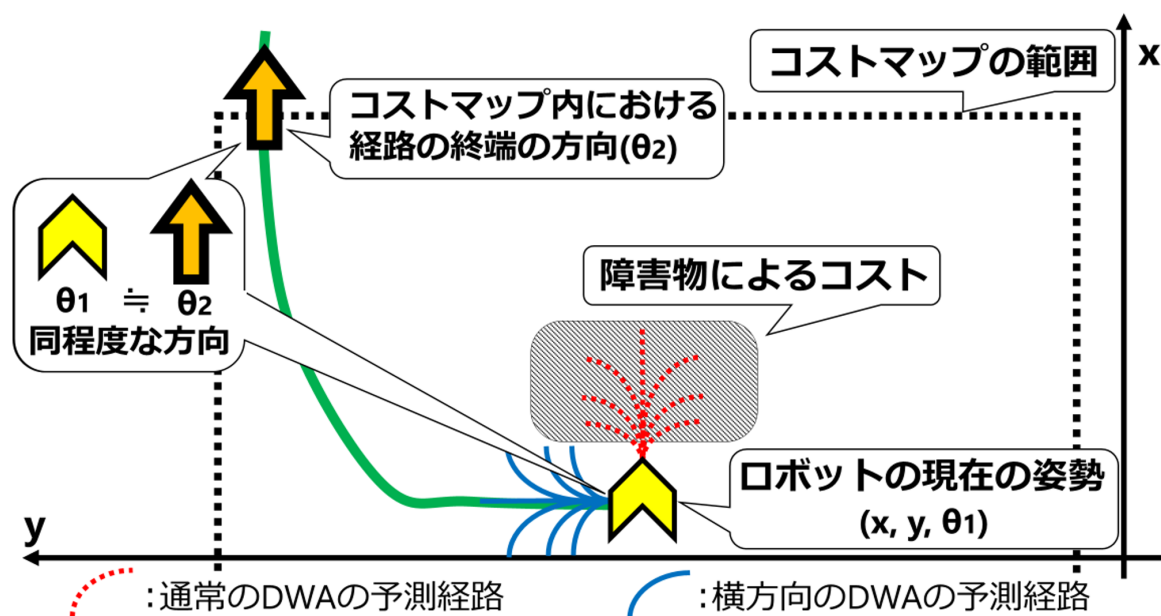 x
コストマップの範囲
コストマップ内における
経路の終端の方向(θ2)
θ1 ≒ θ2
同程度な方向
障害物によるコスト
ロボットの現在の姿勢
(x, y, θ1)
y
:通常のDWAの予測経路
:横方向のDWAの予測経路